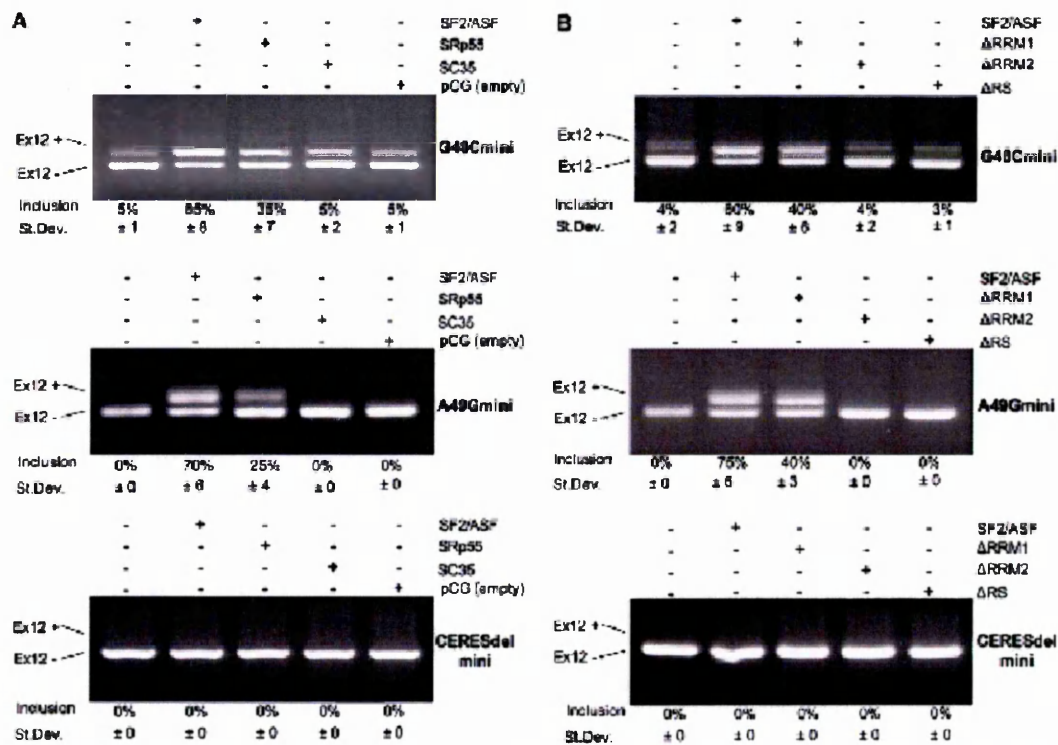 A
- + - - - SF2/ASF
- - + - - SRp55
- - - + - SC35
- - - - + pCG (empty)
Ex12 +
Ex12 -
G48Cmini
Inclusion 5% 35% 5% 5%
St.Dev. ±1 ±7 ±2 ±1
- + - - - SF2/ASF
- - + - - SRp55
- - - + - SC35
- - - - + pCG (empty)
Ex12 +
Ex12 -
A49Gmini
Inclusion 0% 70% 25% 0% 0%
St.Dev. ±0 ±6 ±4 ±0 ±0
- + - - - SF2/ASF
- - + - - SRp55
- - - + - SC35
- - - - + pCG (empty)
Ex12 +
Ex12 -
CERESdel
mini
Inclusion 0% 0% 0% 0% 0%
St.Dev. ±0 ±0 ±0 ±0 ±0
B
- + - - - SF2/ASF
- - + - - ΔRRM1
- - - + - ΔRRM2
- - - - + ΔRS
Ex12 +
Ex12 -
G48Cmini
Inclusion 4% 80% 40% 4% 3%
St.Dev. ±2 ±9 ±6 ±2 ±1
- + - - - SF2/ASF
- - + - - ΔRRM1
- - - + - ΔRRM2
- - - - + ΔRS
Ex12 +
Ex12 -
A49Gmini
Inclusion 0% 75% 40% 0% 0%
St.Dev. ±0 ±3 ±0 ±0
- + - - - SF2/ASF
- - + - - ΔRRM1
- - - + - ΔRRM2
- - - - + ΔRS
Ex12 +
Ex12 -
CERESdel
mini
Inclusion 0% 0% 0% 0% 0%
St.Dev. ±0 ±0 ±0 ±0 ±0